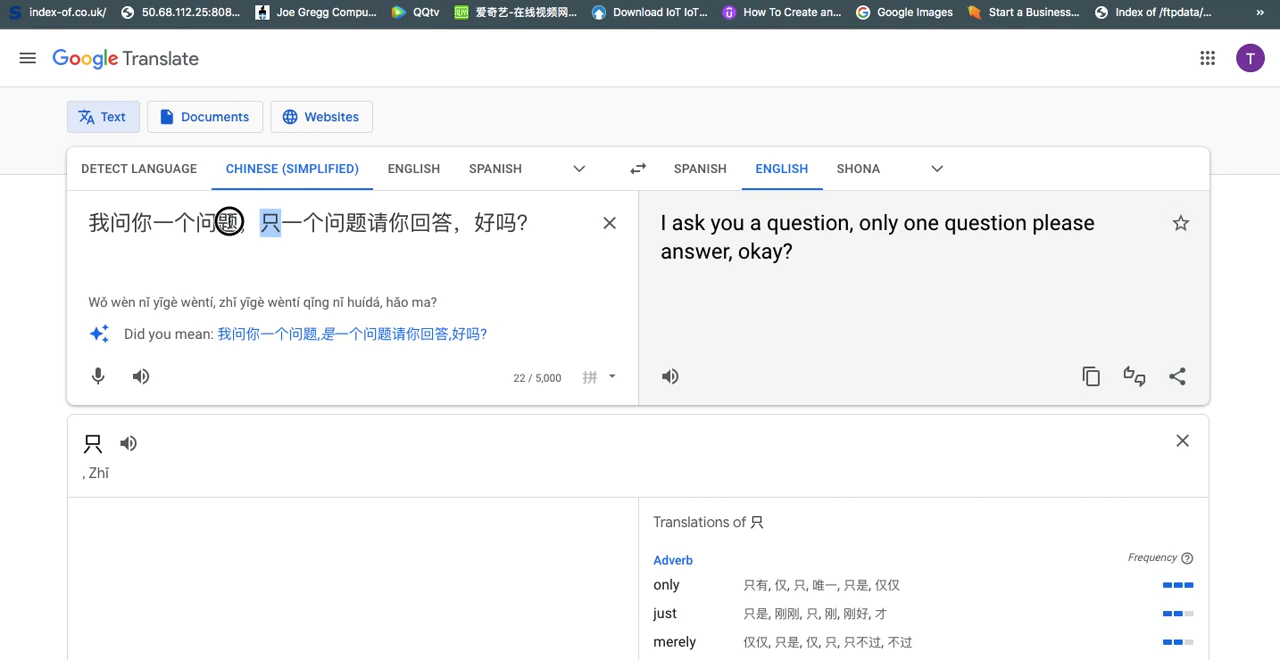 index-of.co.uk/ 50.68.112.25:808... Joe Gregg Compu... QQtv 爱奇艺-在线视频网... Download IoT IoT... How To Create an... Google Images Start a Business... Index of /ftpdata/... »
Google Translate T
Text Documents Websites
DETECT LANGUAGE CHINESE (SIMPLIFIED) ENGLISH SPANISH SPANISH ENGLISH SHONA
我问你一个问题，只一个问题请你回答，好吗?
I ask you a question, only one question please
answer, okay?
Wǒ wèn nǐ yīgè wèntí, zhǐ yīgè wèntí qǐng nǐ huídá, hǎo ma?
Did you mean: 我问你一个问题,是一个问题请你回答,好吗?
22 / 5,000 拼
只
, Zhǐ
Translations of 只
Adverb Frequency
only 只有, 仅, 只, 唯一, 只是, 仅仅
just 只是, 刚刚, 只, 刚, 刚好, 才
merely 仅仅, 只是, 仅, 只, 只不过, 不过